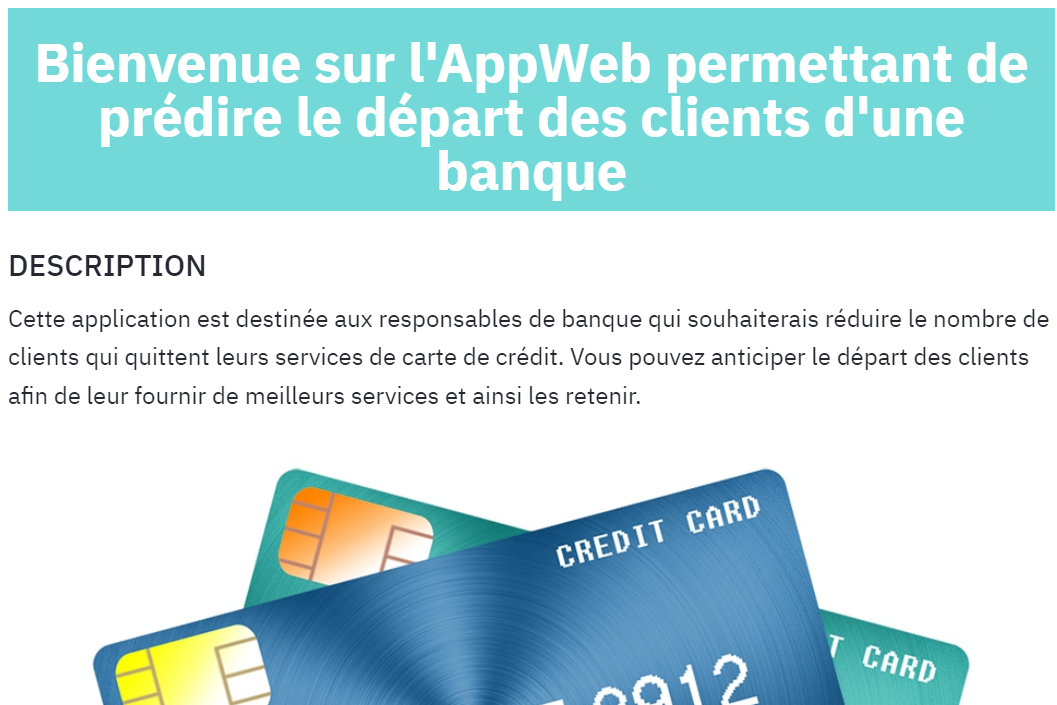 Bienvenue sur l'AppWeb permettant de
prédire le départ des clients d'une
banque
DESCRIPTION
Cette application est destinée aux responsables de banque qui souhaiterais réduire le nombre de
clients qui quittent leurs services de carte de crédit. Vous pouvez anticiper le départ des clients
afin de leur fournir de meilleurs services et ainsi les retenir.
CREDIT CARD
T CARD
8912